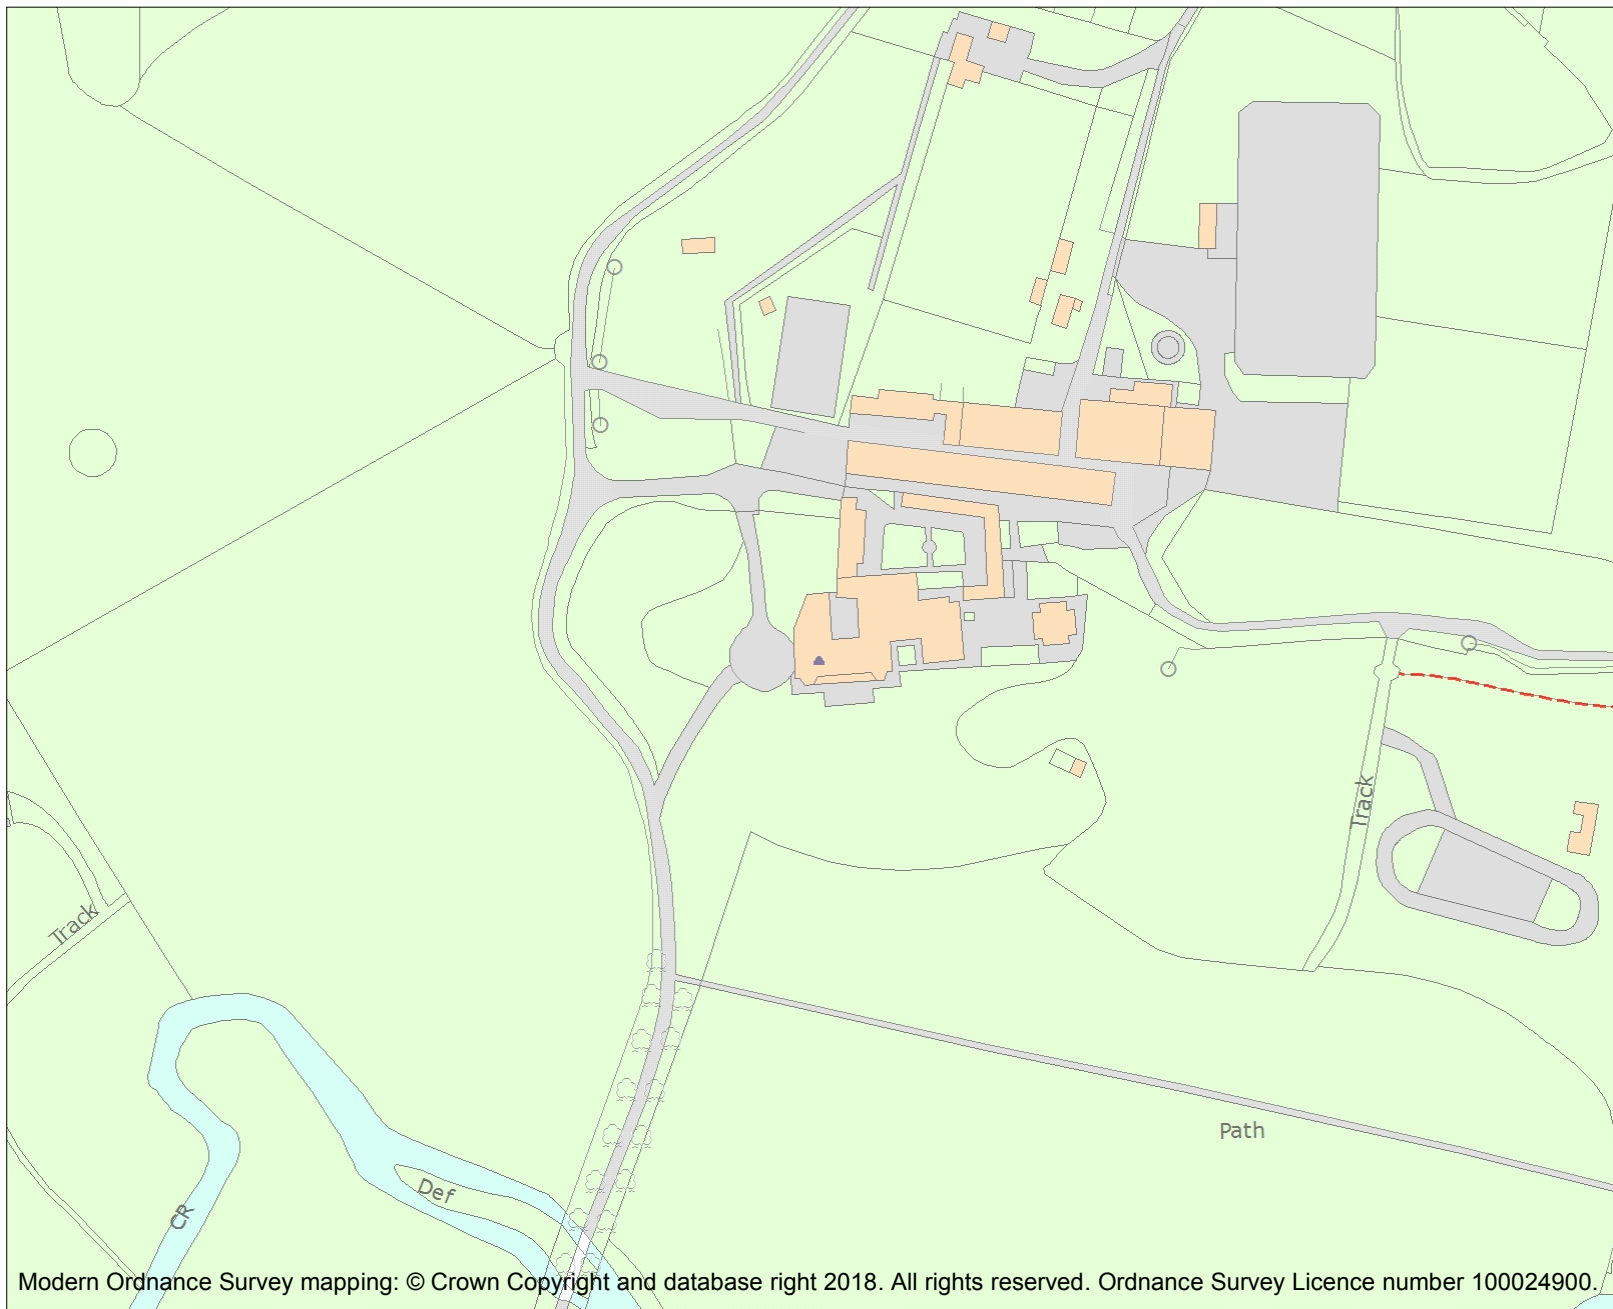 Track
Track
Path
Def
CR
Modern Ordnance Survey mapping: © Crown Copyright and database right 2018. All rights reserved. Ordnance Survey Licence number 100024900.